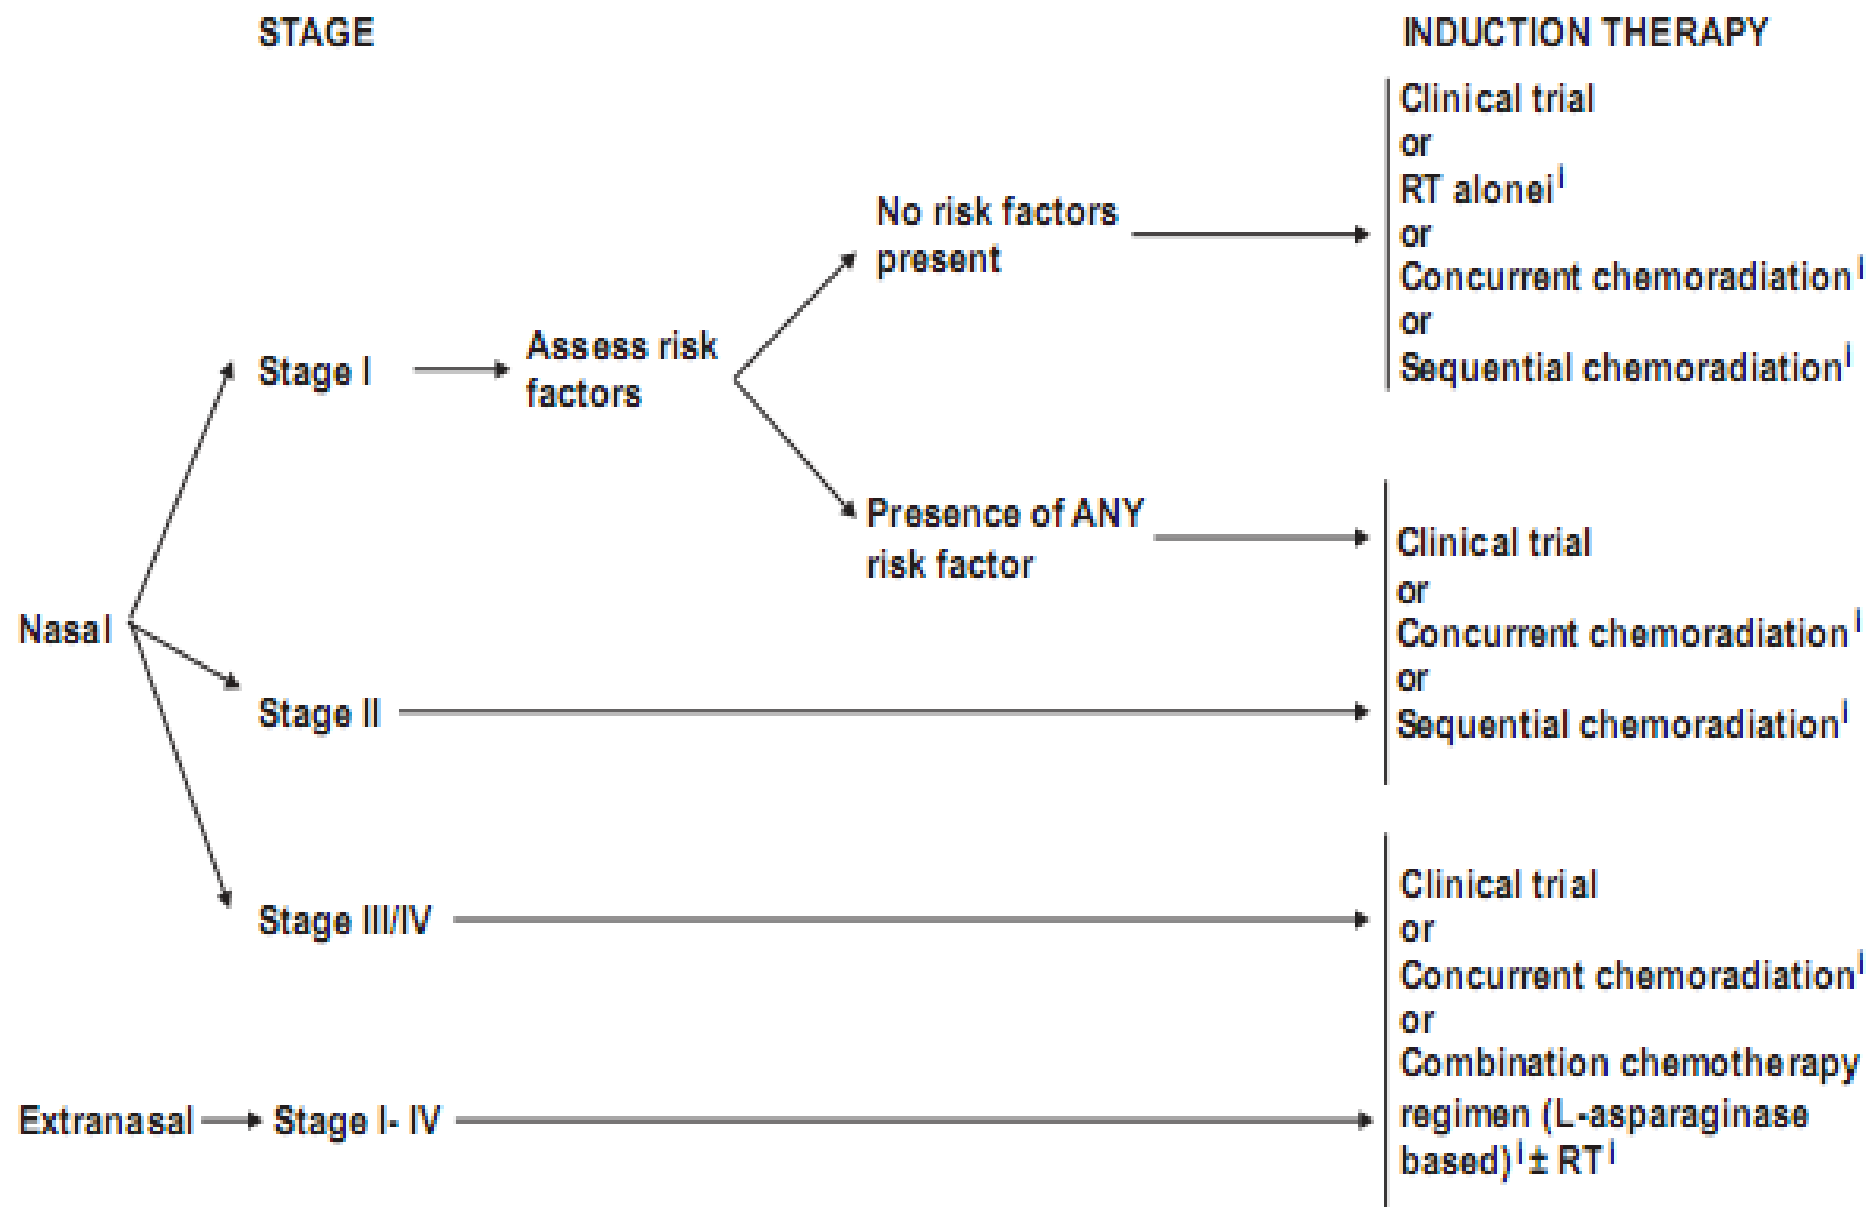 STAGE
INDUCTION THERAPY
Clinical trial
or
RT alonei^i
or
Concurrent chemoradiation^i
or
Sequential chemoradiation^i
No risk factors
present
Stage I
Assess risk
factors
Presence of ANY
risk factor
Clinical trial
or
Concurrent chemoradiation^i
or
Sequential chemoradiation^i
Nasal
Stage II
Stage III/IV
Clinical trial
or
Concurrent chemoradiation^i
or
Combination chemotherapy
regimen (L-asparaginase
based)^j ± RT^j
Extranasal
Stage I- IV